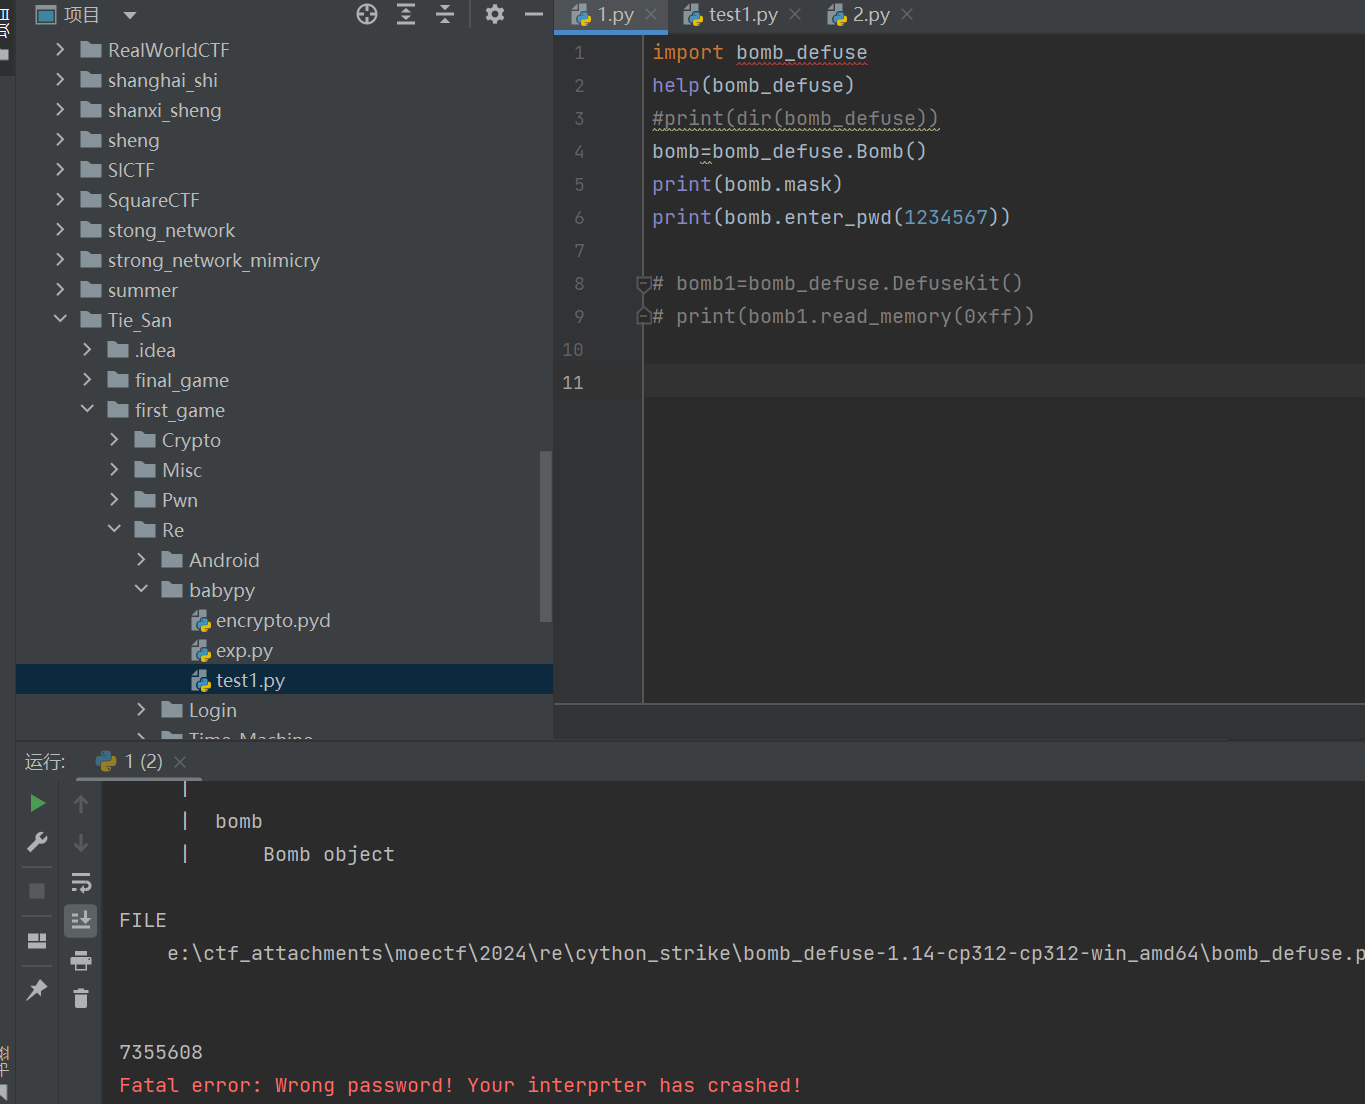 项目
RealWorldCTF
shanghai_shi
shanxi_sheng
sheng
SICTF
SquareCTF
stong_network
strong_network_mimicry
summer
Tie_San
.idea
final_game
first_game
Crypto
Misc
Pwn
Re
Android
babypy
encrypto.pyd
exp.py
test1.py
Login
Time_Machine
1.py
test1.py
2.py
1 import bomb_defuse
2 help(bomb_defuse)
3 #print(dir(bomb_defuse))
4 bomb=bomb_defuse.Bomb()
5 print(bomb.mask)
6 print(bomb.enter_pwd(1234567))
7
8 # bomb1=bomb_defuse.DefuseKit()
9 # print(bomb1.read_memory(0xff))
10
11
运行:
1 (2)
|
| bomb
| Bomb object
FILE
e:\ctf_attachments\moectf\2024\re\cython_strike\bomb_defuse-1.14-cp312-cp312-win_amd64\bomb_defuse.p
7355608
Fatal error: Wrong password! Your interprter has crashed!